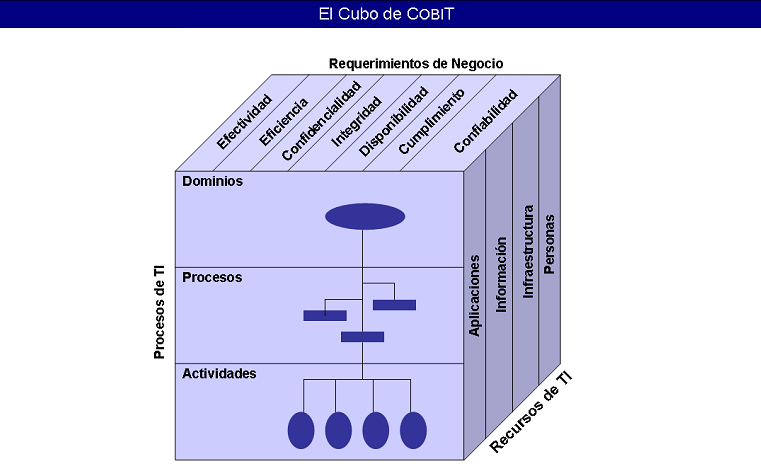 El Cubo de COBIT
Requerimientos de Negocio
Efectividad
Eficiencia
Confidencialidad
Integridad
Disponibilidad
Cumplimiento
Confiabilidad
Dominios
Procesos
Actividades
Procesos de TI
Aplicaciones
Información
Infraestructura
Personas
Recursos de TI